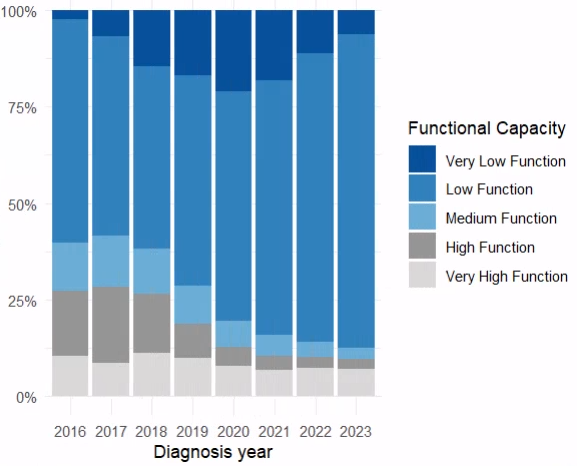 100%
75%
50%
25%
0%
2016 2017 2018 2019 2020 2021 2022 2023
Diagnosis year
Functional Capacity
Very Low Function
Low Function
Medium Function
High Function
Very High Function